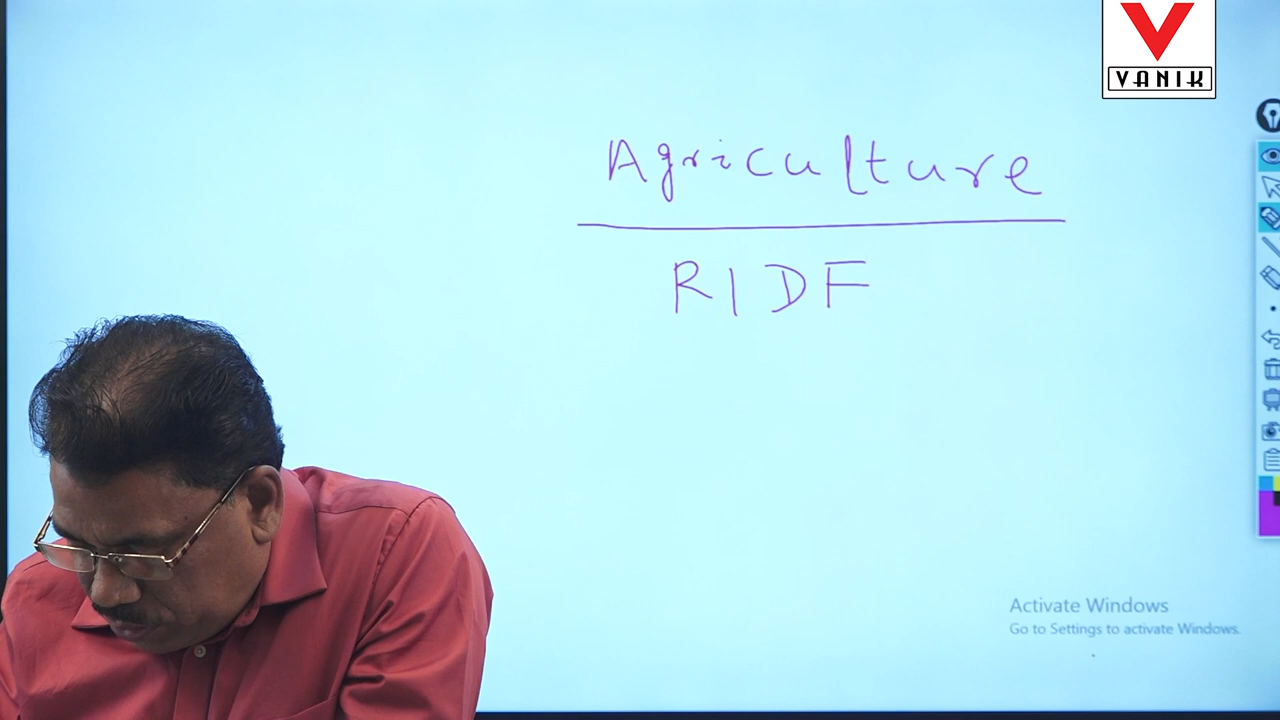 VANIK
Agriculture
RIDF
Activate Windows
Go to Settings to activate Windows.